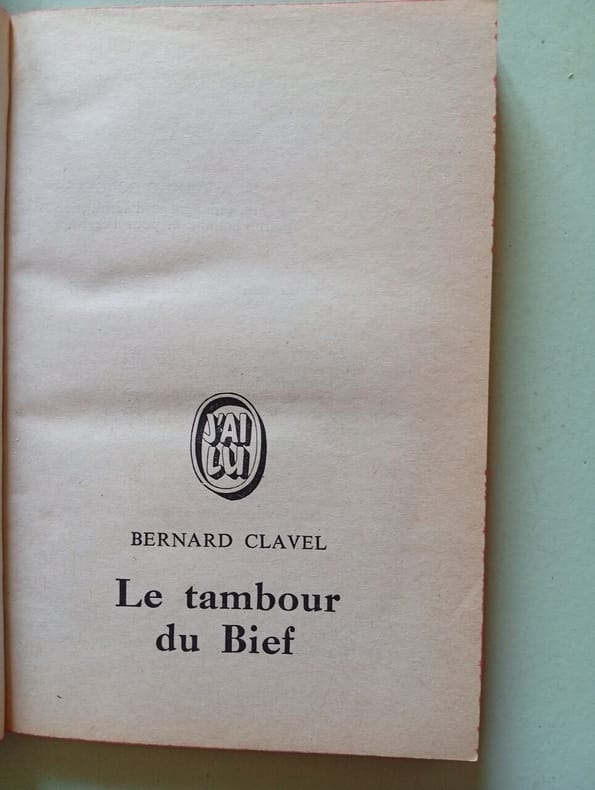 J'AI
LU
BERNARD CLAVEL
Le tambour
du Bief